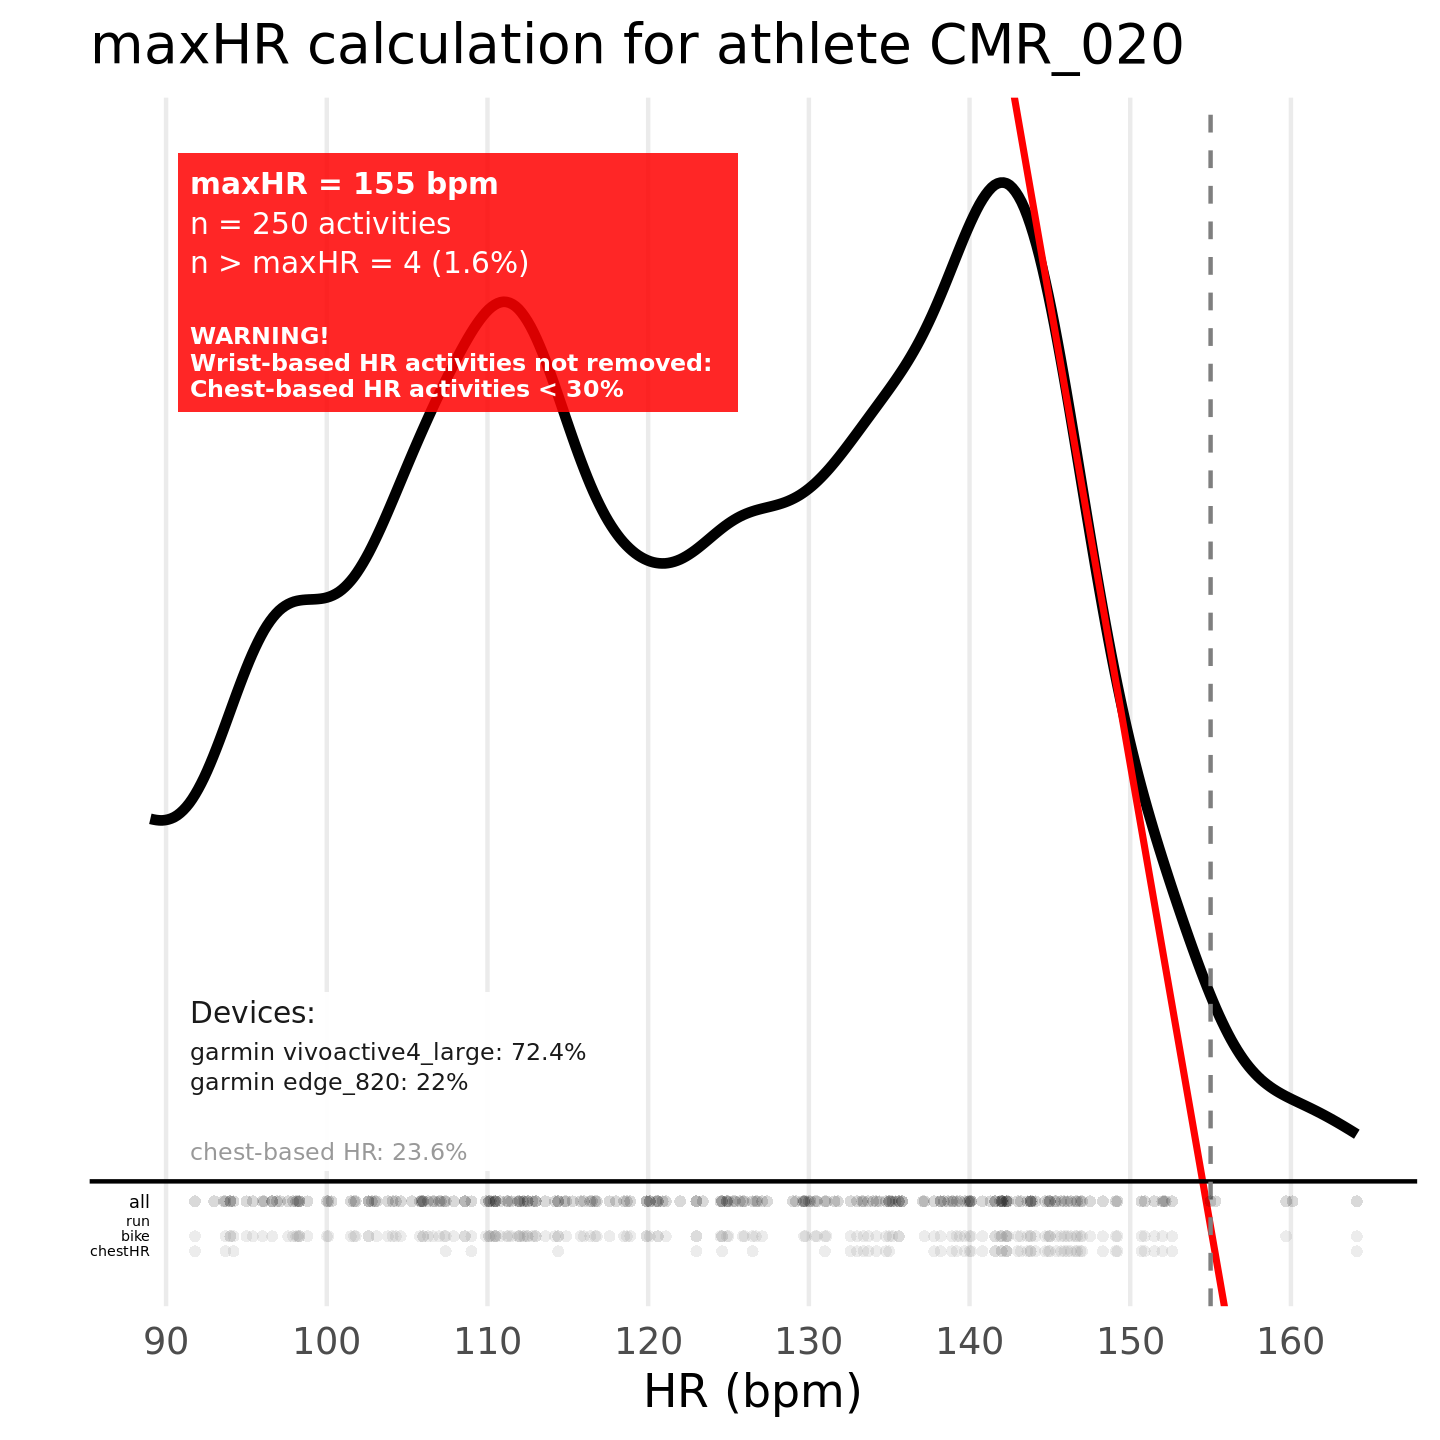 maxHR calculation for athlete CMR_020
maxHR = 155 bpm
n = 250 activities
n > maxHR = 4 (1.6%)
WARNING!
Wrist-based HR activities not removed:
Chest-based HR activities < 30%
Devices:
garmin vivoactive4_large: 72.4%
garmin edge_820: 22%
chest-based HR: 23.6%
all
run
bike
chestHR
90 100 110 120 130 140 150 160
HR (bpm)